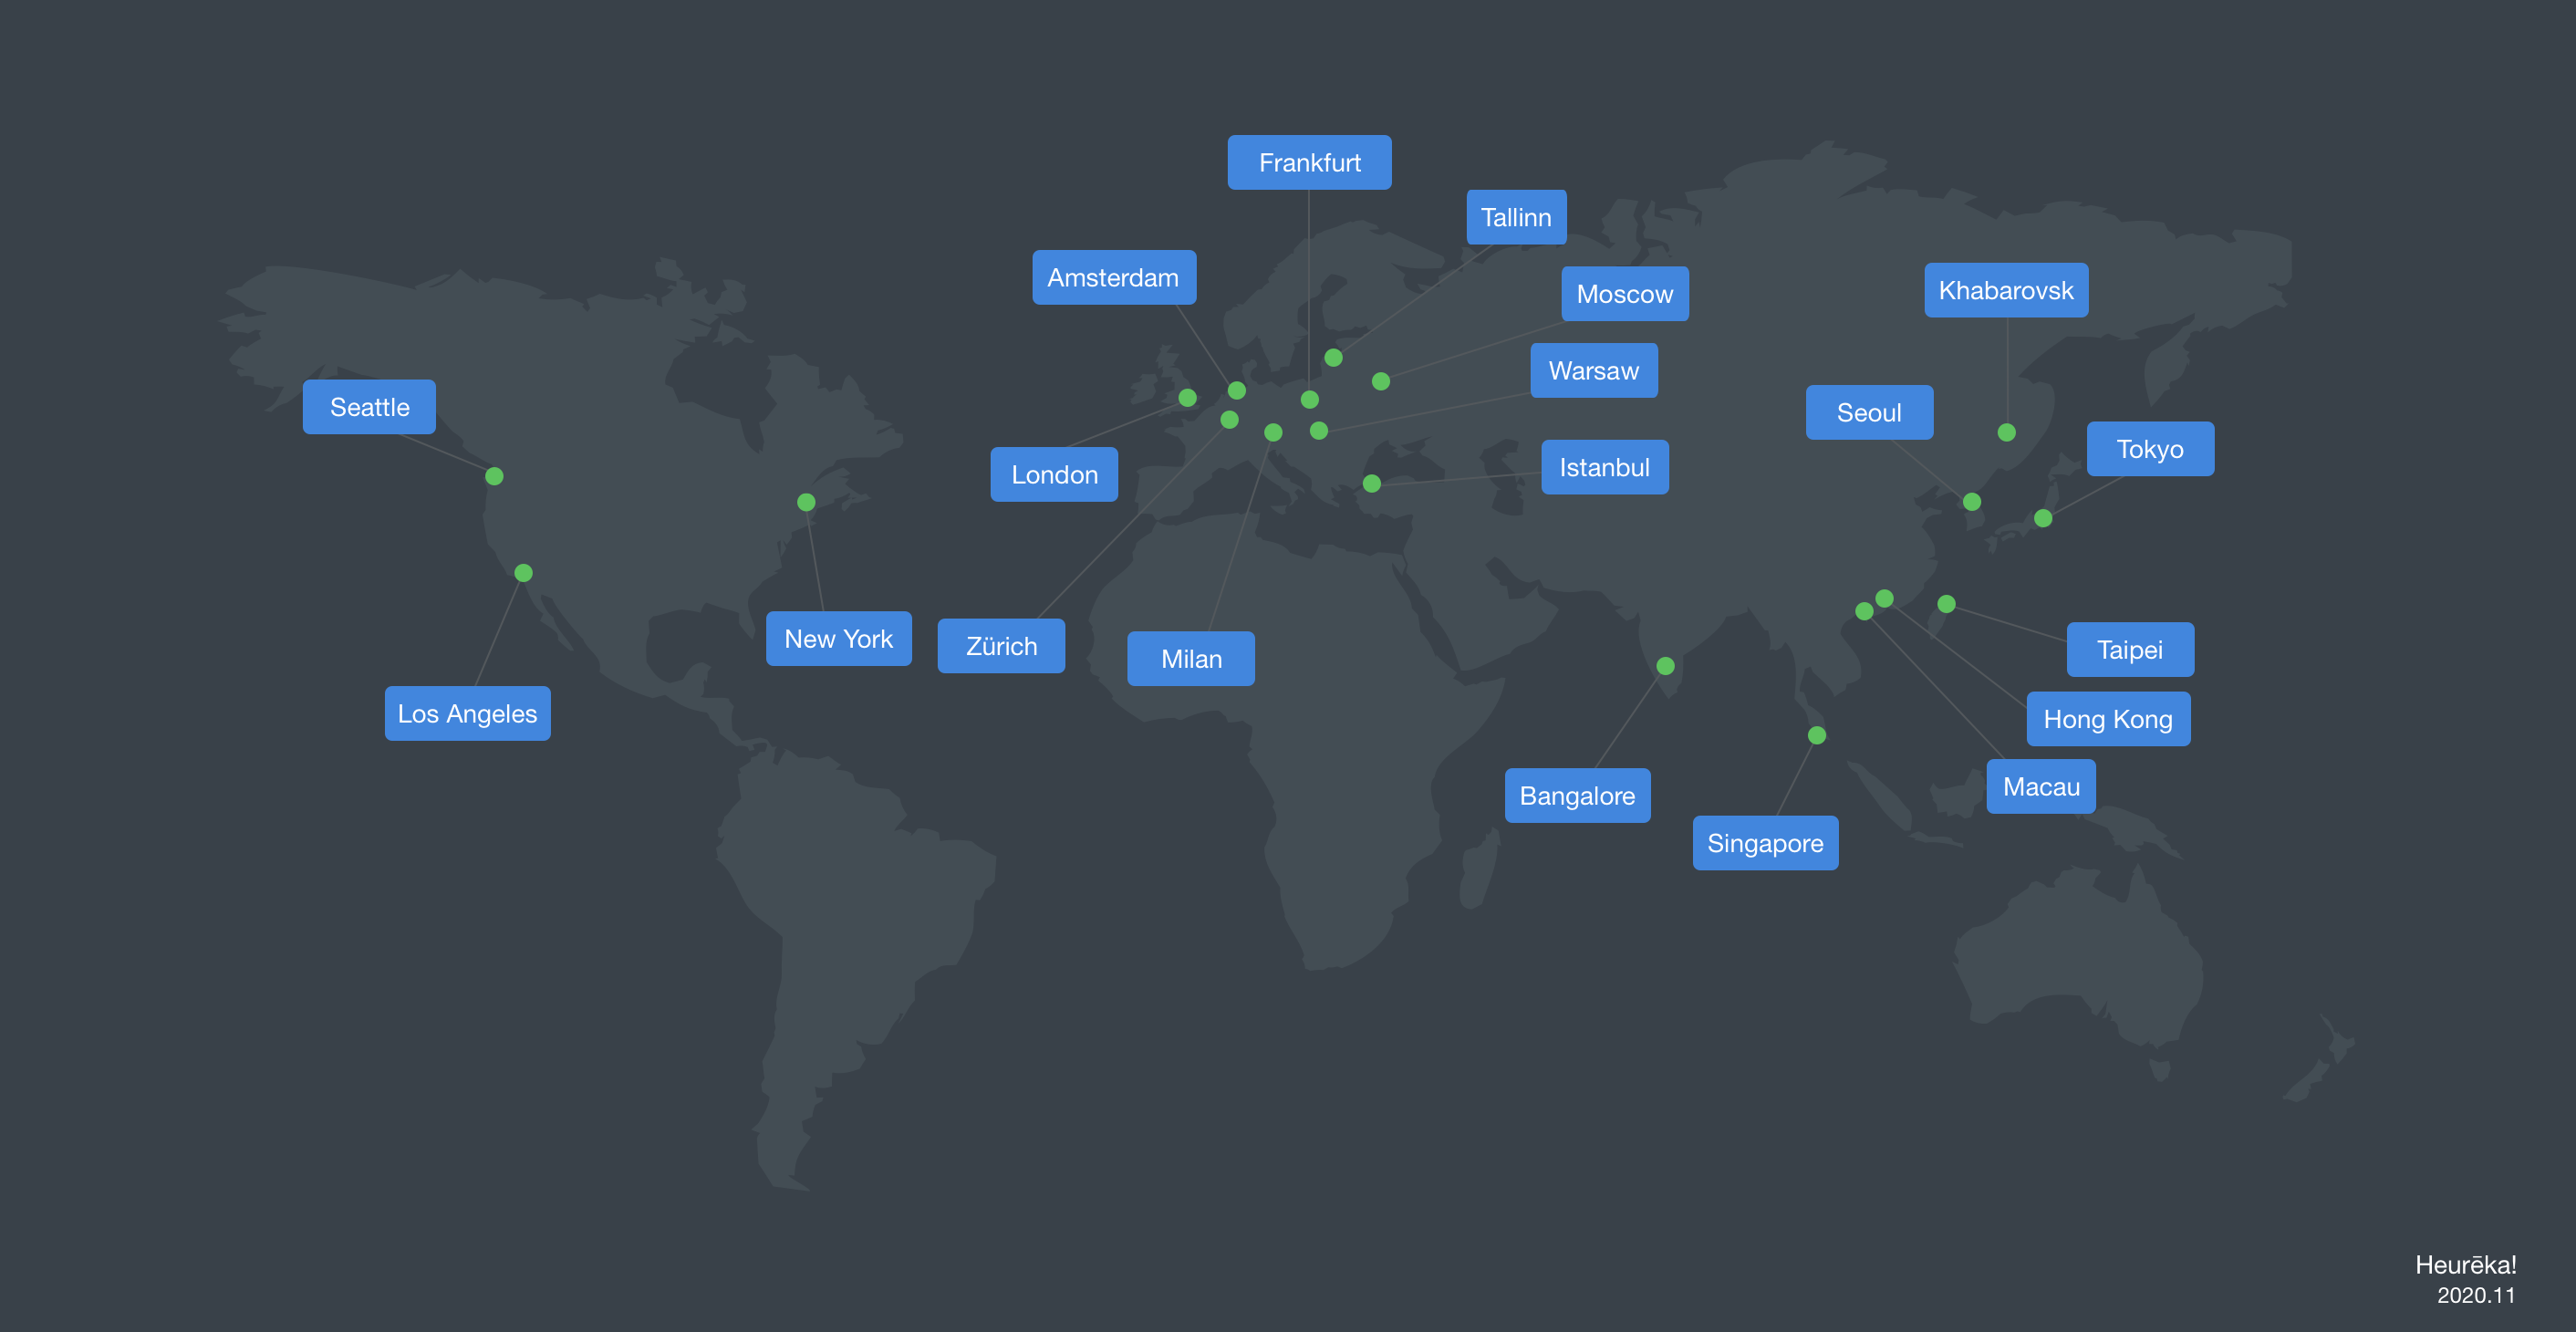 Frankfurt
Tallinn
Amsterdam
Moscow
Khabarovsk
Warsaw
Seattle
Seoul
Tokyo
London
Istanbul
New York
Zürich
Milan
Taipei
Los Angeles
Hong Kong
Macau
Bangalore
Singapore
Heurēka!
2020.11